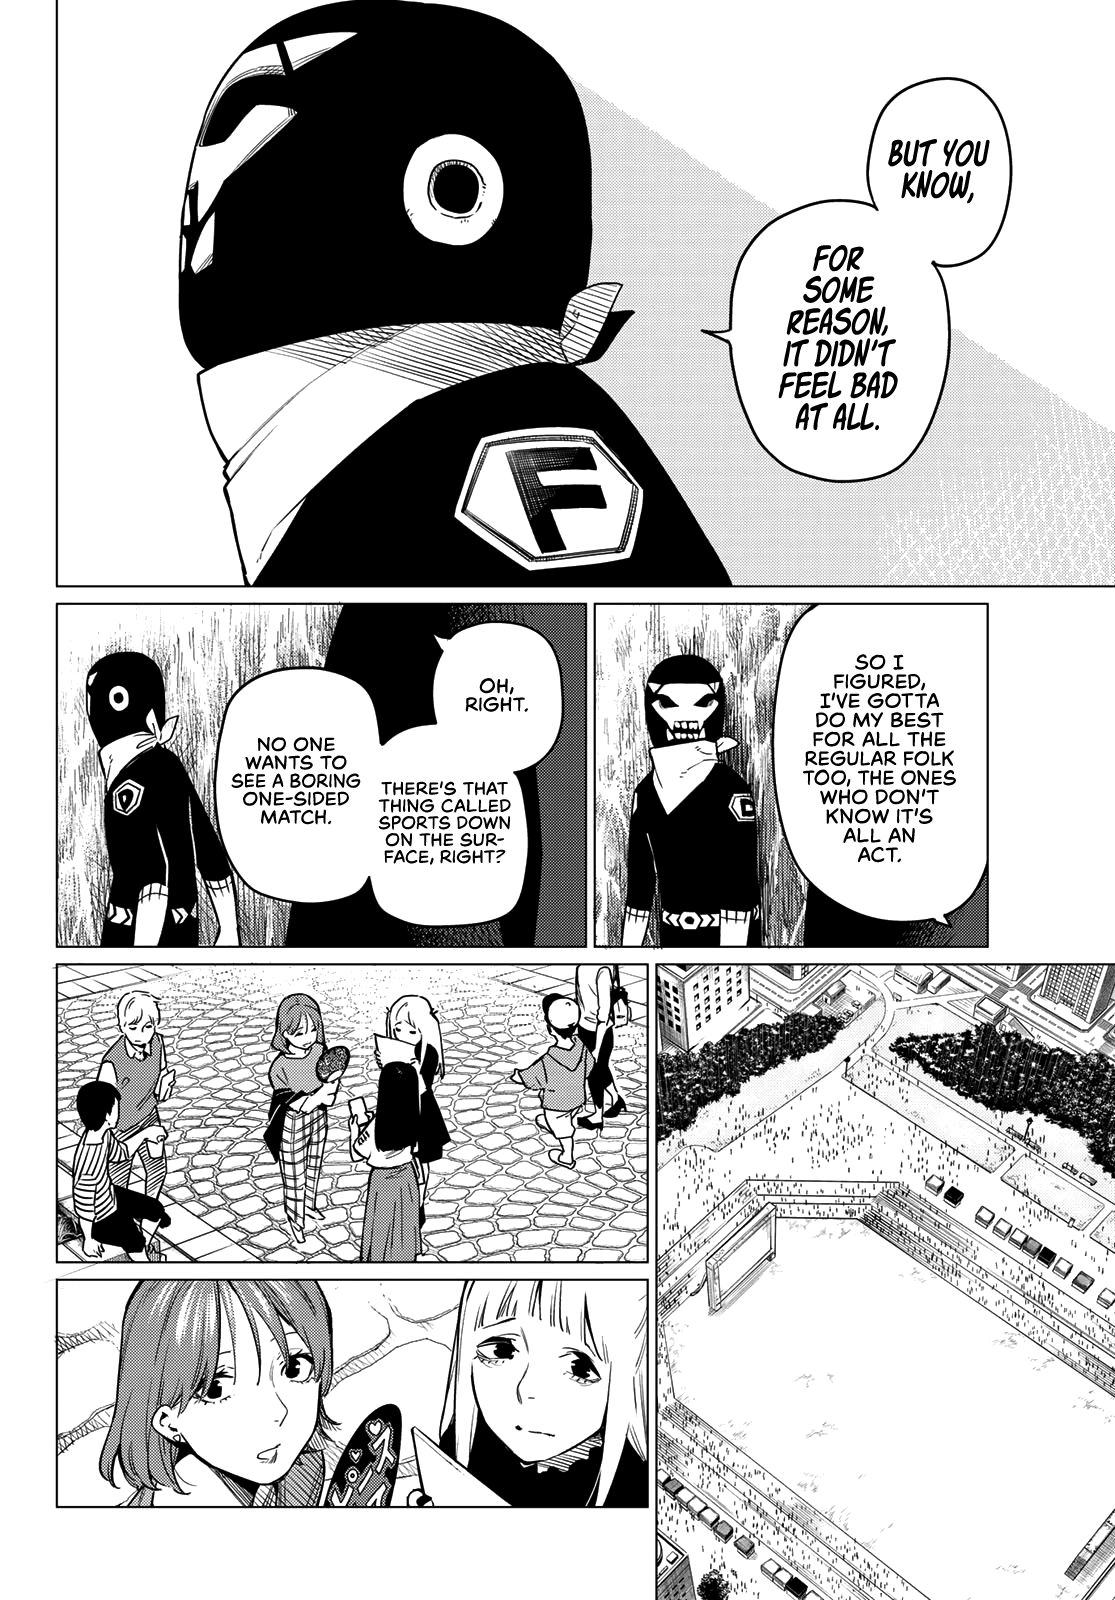 BUT YOU
KNOW,
FOR
SOME
REASON,
IT DIDN'T
FEEL BAD
AT ALL.
F
SO I
FIGURED,
I'VE GOTTA
DO MY BEST
FOR ALL THE
REGULAR FOLK
TOO, THE ONES
WHO DON'T
KNOW IT'S
ALL AN
ACT.
D
OH,
RIGHT.
THERE'S THAT
THING CALLED
SPORTS DOWN
ON THE SUR-
FACE, RIGHT?
NO ONE
WANTS TO
SEE A BORING
ONE-SIDED
MATCH.
D